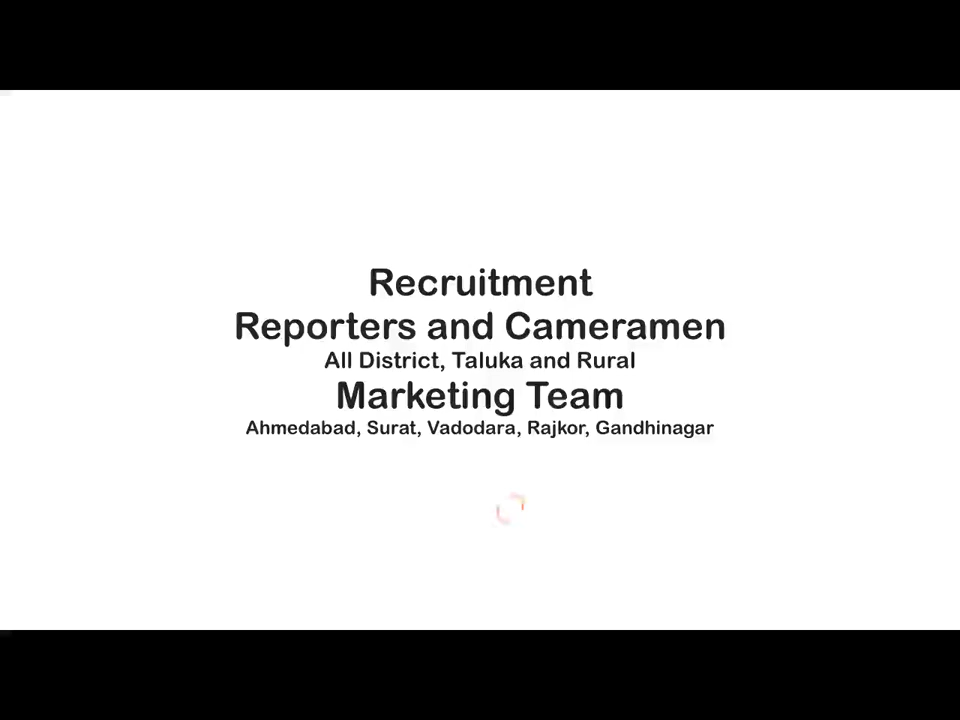 Recruitment
Reporters and Cameramen
All District, Taluka and Rural
Marketing Team
Ahmedabad, Surat, Vadodara, Rajkor, Gandhinagar